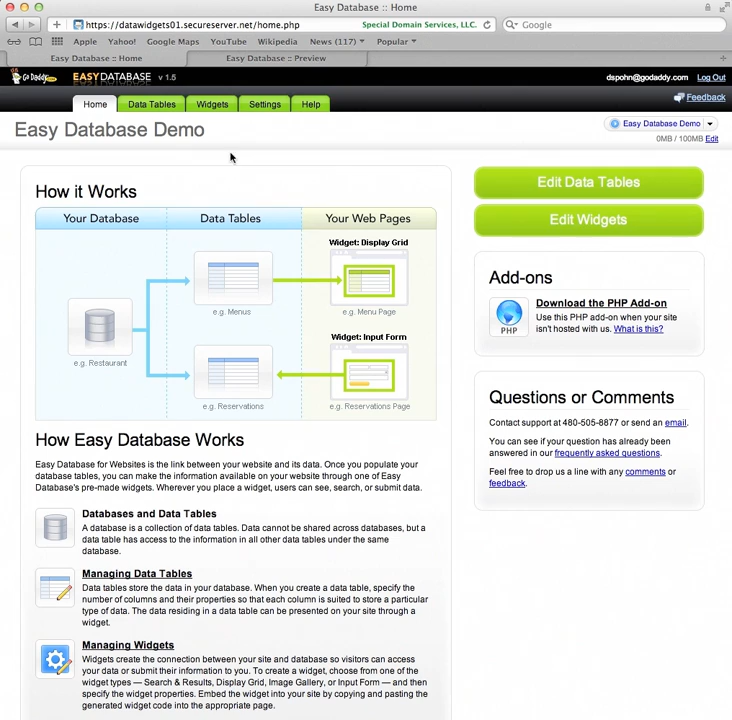 Easy Database :: Home
https://datawidgets01.secureserver.net/home.php
Special Domain Services, LLC.
Google
Apple Yahoo! Google Maps YouTube Wikipedia News (117) Popular
Easy Database :: Home Easy Database :: Preview
Go Daddy.com EASYDATABASE v 1.5 dspohn@godaddy.com Log Out
Home Data Tables Widgets Settings Help Feedback
Easy Database Demo
Easy Database Demo
0MB / 100MB Edit
How it Works
Your Database Data Tables Your Web Pages
Widget: Display Grid
e.g. Menus e.g. Menu Page
Widget: Input Form
e.g. Restaurant
e.g. Reservations e.g. Reservations Page
How Easy Database Works
Easy Database for Websites is the link between your website and its data. Once you populate your
database tables, you can make the information available on your website through one of Easy
Database's pre-made widgets. Wherever you place a widget, users can see, search, or submit data.
Databases and Data Tables
A database is a collection of data tables. Data cannot be shared across databases, but a
data table has access to the information in all other data tables under the same
database.
Managing Data Tables
Data tables store the data in your database. When you create a data table, specify the
number of columns and their properties so that each column is suited to store a particular
type of data. The data residing in a data table can be presented on your site through a
widget.
Managing Widgets
Widgets create the connection between your site and database so visitors can access
your data or submit their information to you. To create a widget, choose from one of the
widget types — Search & Results, Display Grid, Image Gallery, or Input Form — and then
specify the widget properties. Embed the widget into your site by copying and pasting the
generated widget code into the appropriate page.
Edit Data Tables
Edit Widgets
Add-ons
PHP
Download the PHP Add-on
Use this PHP add-on when your site
isn't hosted with us. What is this?
Questions or Comments
Contact support at 480-505-8877 or send an email.
You can see if your question has already been
answered in our frequently asked questions.
Feel free to drop us a line with any comments or
feedback.